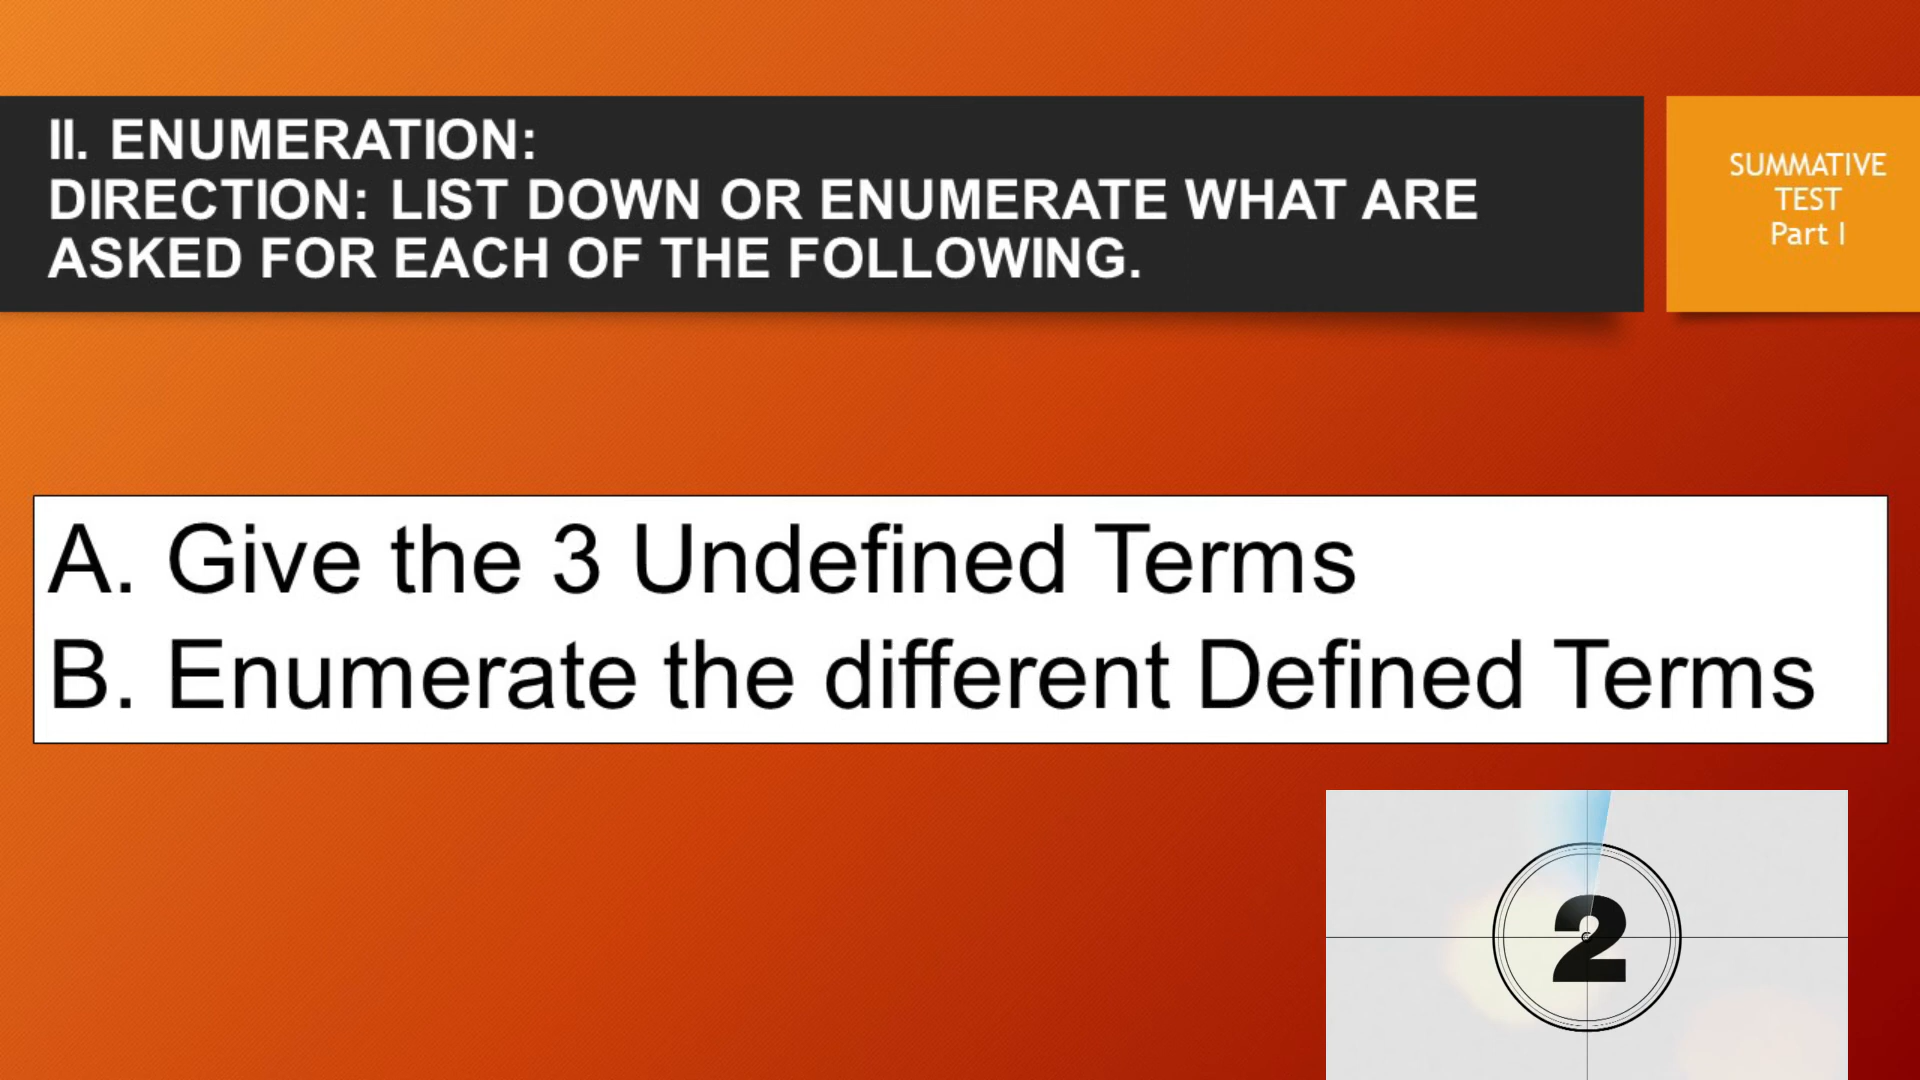 II. ENUMERATION:
DIRECTION: LIST DOWN OR ENUMERATE WHAT ARE
ASKED FOR EACH OF THE FOLLOWING.
SUMMATIVE
TEST
Part I
A. Give the 3 Undefined Terms
B. Enumerate the different Defined Terms
2